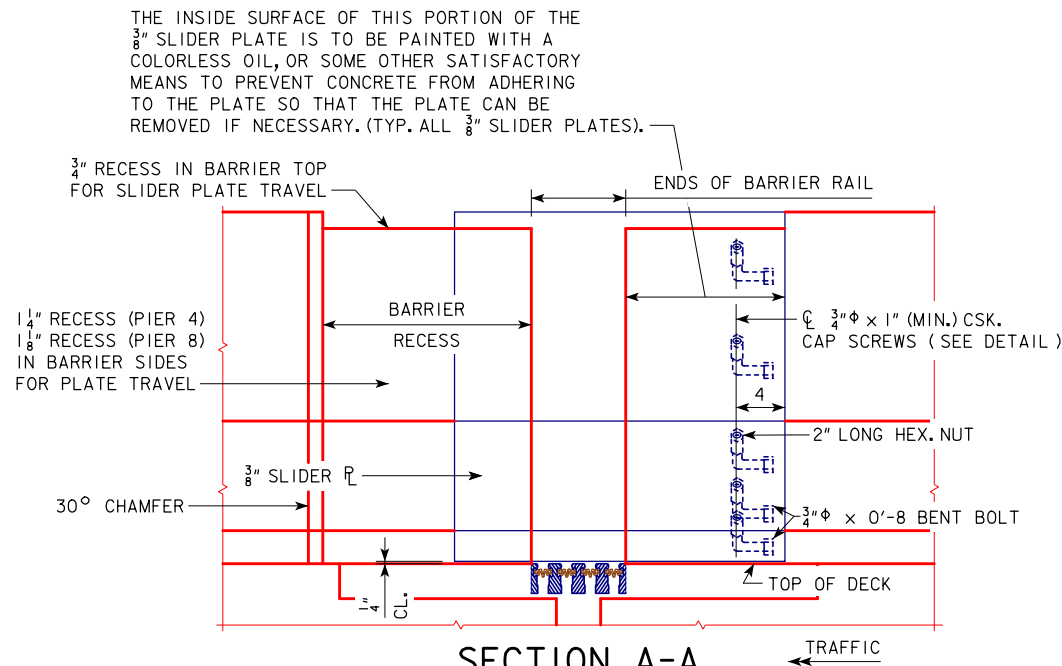 THE INSIDE SURFACE OF THIS PORTION OF THE
3/8" SLIDER PLATE IS TO BE PAINTED WITH A
COLORLESS OIL, OR SOME OTHER SATISFACTORY
MEANS TO PREVENT CONCRETE FROM ADHERING
TO THE PLATE SO THAT THE PLATE CAN BE
REMOVED IF NECESSARY. (TYP. ALL 3/8" SLIDER PLATES).
3/4" RECESS IN BARRIER TOP
FOR SLIDER PLATE TRAVEL
ENDS OF BARRIER RAIL
1 1/4" RECESS (PIER 4)
1 1/8" RECESS (PIER 8)
IN BARRIER SIDES
FOR PLATE TRAVEL
BARRIER
RECESS
℄ 3/4"Φ x 1" (MIN.) CSK.
CAP SCREWS (SEE DETAIL)
4
2" LONG HEX. NUT
3/8" SLIDER PL
30° CHAMFER
3/4"Φ x 0'-8 BENT BOLT
1/4"
CL.
TOP OF DECK
SECTION A-A
TRAFFIC